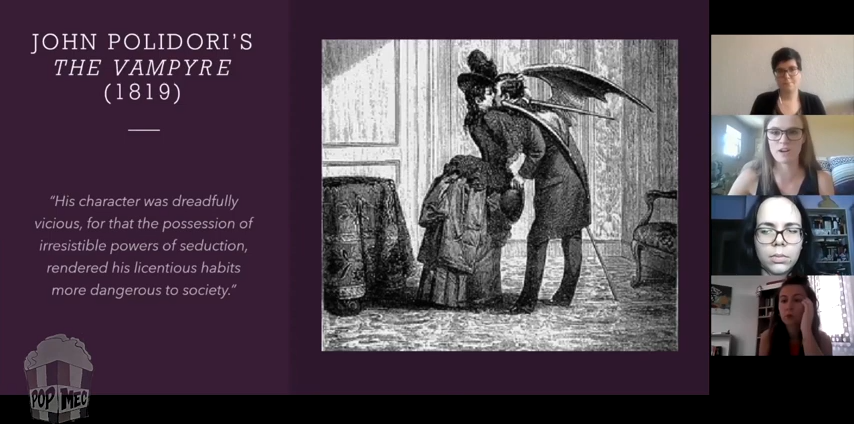 JOHN POLIDORI'S
THE VAMPYRE
(1819)
“His character was dreadfully
vicious, for that the possession of
irresistible powers of seduction,
rendered his licentious habits
more dangerous to society.”
POP MEC